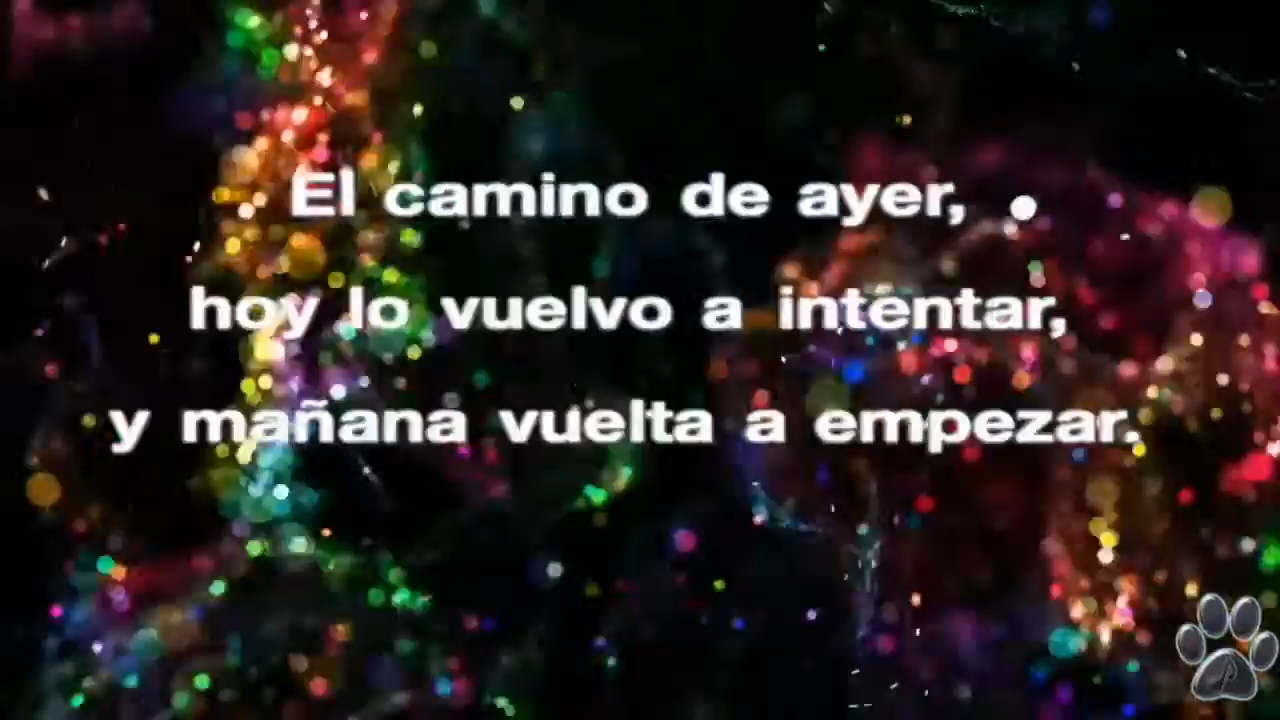 El camino de ayer,
hoy lo vuelvo a intentar,
y mañana vuelta a empezar.